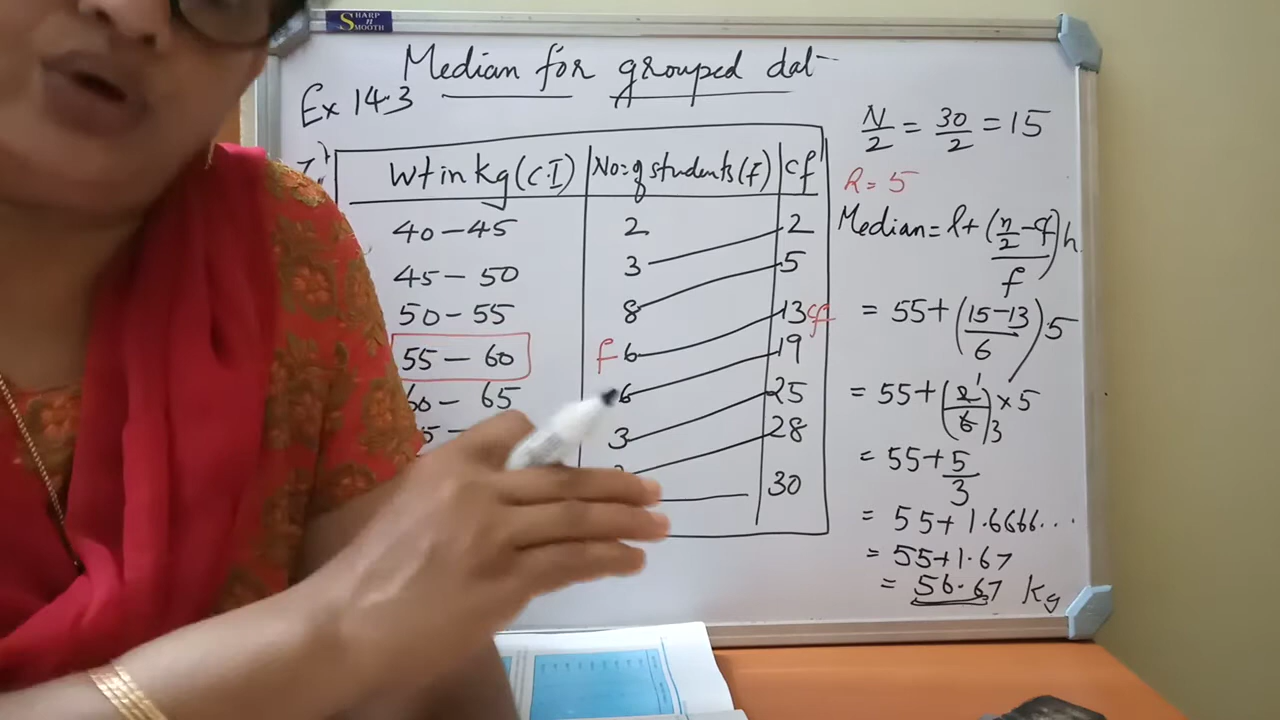 SHARP n SMOOTH
Median for grouped dat
Ex 14.3
Wt in kg (C.I) No: of students (f) Cf
40 – 45 2 2
45 – 50 3 5
50 – 55 8 13 cf
55 – 60 f 6 19
60 – 65 6 25
3 28
30
N/2 = 30/2 = 15
h = 5
Median = l + ((n/2 – cf)/f) h
= 55 + ((15 – 13)/6) 5
= 55 + (2 1/6 3) × 5
= 55 + 5/3
= 55 + 1.6666...
= 55 + 1.67
= 56.67 kg